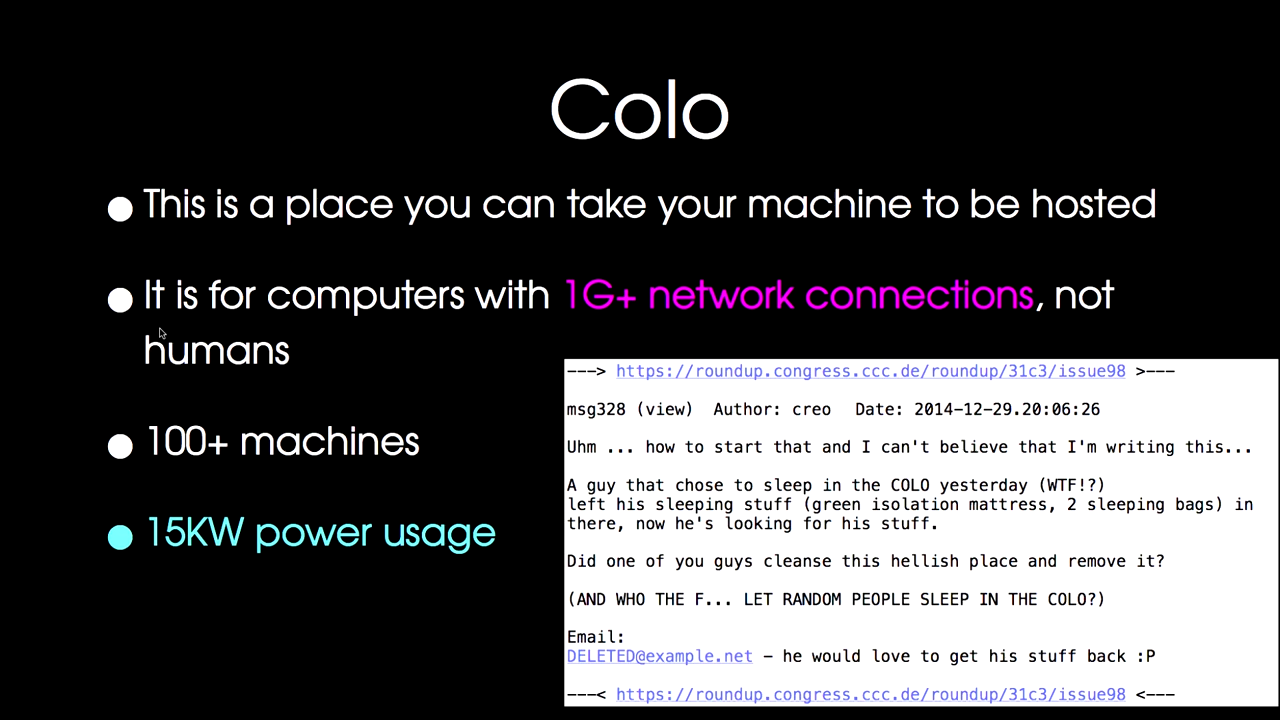 Colo
This is a place you can take your machine to be hosted
It is for computers with 1G+ network connections, not
humans
100+ machines
15KW power usage
---> https://roundup.congress.ccc.de/roundup/31c3/issue98 >---
msg328 (view)  Author: creo   Date: 2014-12-29.20:06:26
Uhm ... how to start that and I can't believe that I'm writing this...
A guy that chose to sleep in the COLO yesterday (WTF!?)
left his sleeping stuff (green isolation mattress, 2 sleeping bags) in
there, now he's looking for his stuff.
Did one of you guys cleanse this hellish place and remove it?
(AND WHO THE F... LET RANDOM PEOPLE SLEEP IN THE COLO?)
Email:
DELETED@example.net – he would love to get his stuff back :P
---< https://roundup.congress.ccc.de/roundup/31c3/issue98 <---